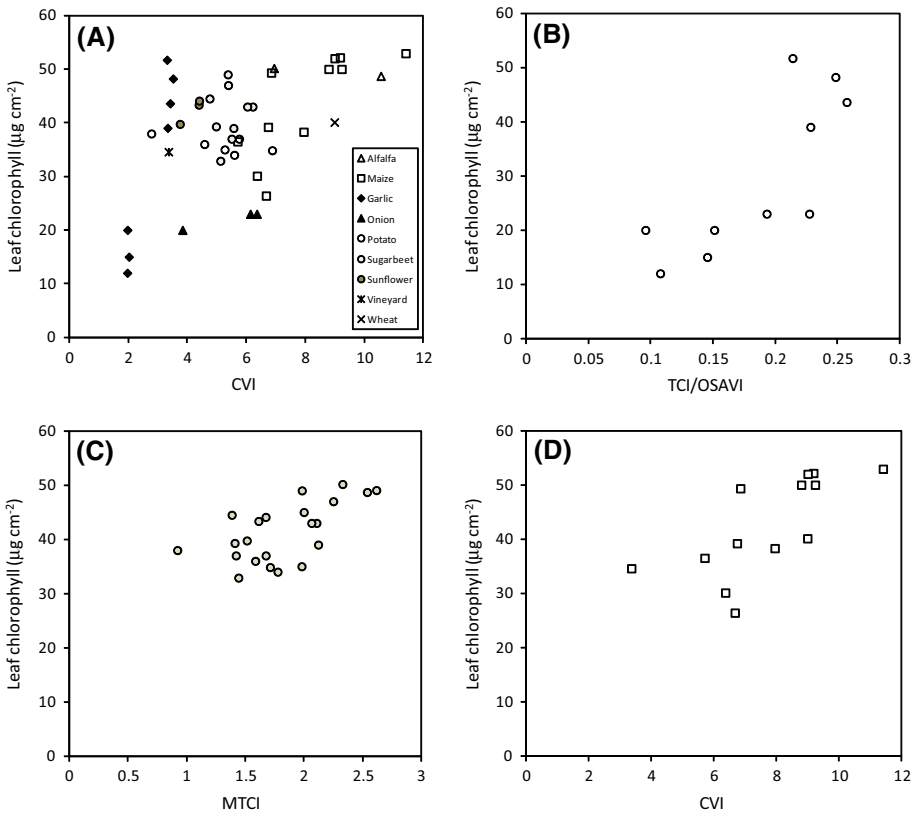 (A)
Leaf chlorophyll (µg cm⁻²)
60
50
40
30
20
10
0
0 2 4 6 8 10 12
CVI
Alfalfa
Maize
Garlic
Onion
Potato
Sugarbeet
Sunflower
Vineyard
Wheat
(B)
Leaf chlorophyll (µg cm⁻²)
60
50
40
30
20
10
0
0 0.05 0.1 0.15 0.2 0.25 0.3
TCI/OSAVI
(C)
Leaf chlorophyll (µg cm⁻²)
60
50
40
30
20
10
0
0 0.5 1 1.5 2 2.5 3
MTCI
(D)
Leaf chlorophyll (µg cm⁻²)
60
50
40
30
20
10
0
0 2 4 6 8 10 12
CVI